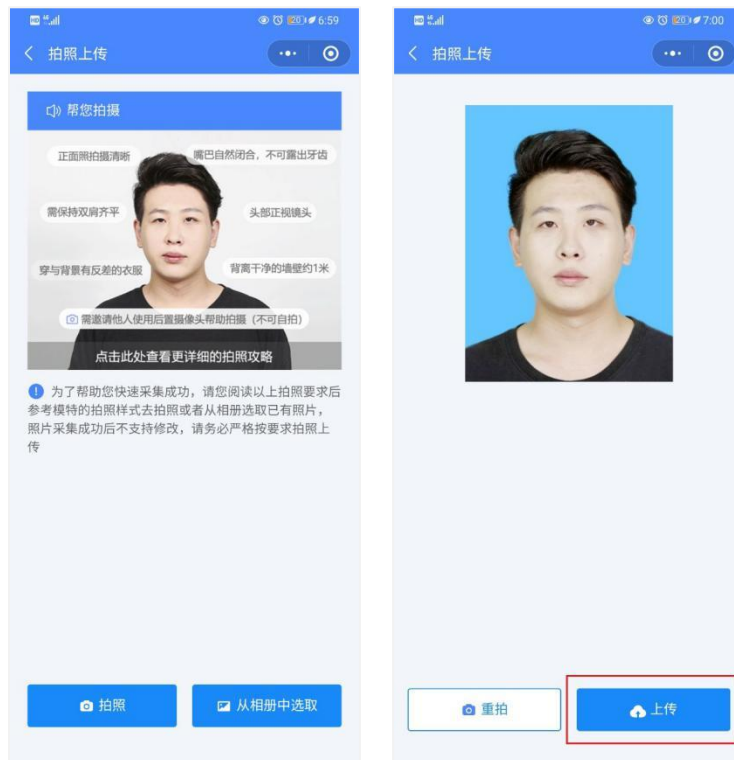 6:59
拍照上传
帮您拍摄
正面照拍摄清晰
嘴巴自然闭合，不可露出牙齿
需保持双肩齐平
头部正视镜头
穿与背景有反差的衣服
背离干净的墙壁约1米
需邀请他人使用后置摄像头帮助拍摄（不可自拍）
点击此处查看更详细的拍照攻略
为了帮助您快速采集成功，请您阅读以上拍照要求后
参考模特的拍照样式去拍照或者从相册选取已有照片，
照片采集成功后不支持修改，请务必严格按要求拍照上
传
拍照
从相册中选取
7:00
拍照上传
重拍
上传